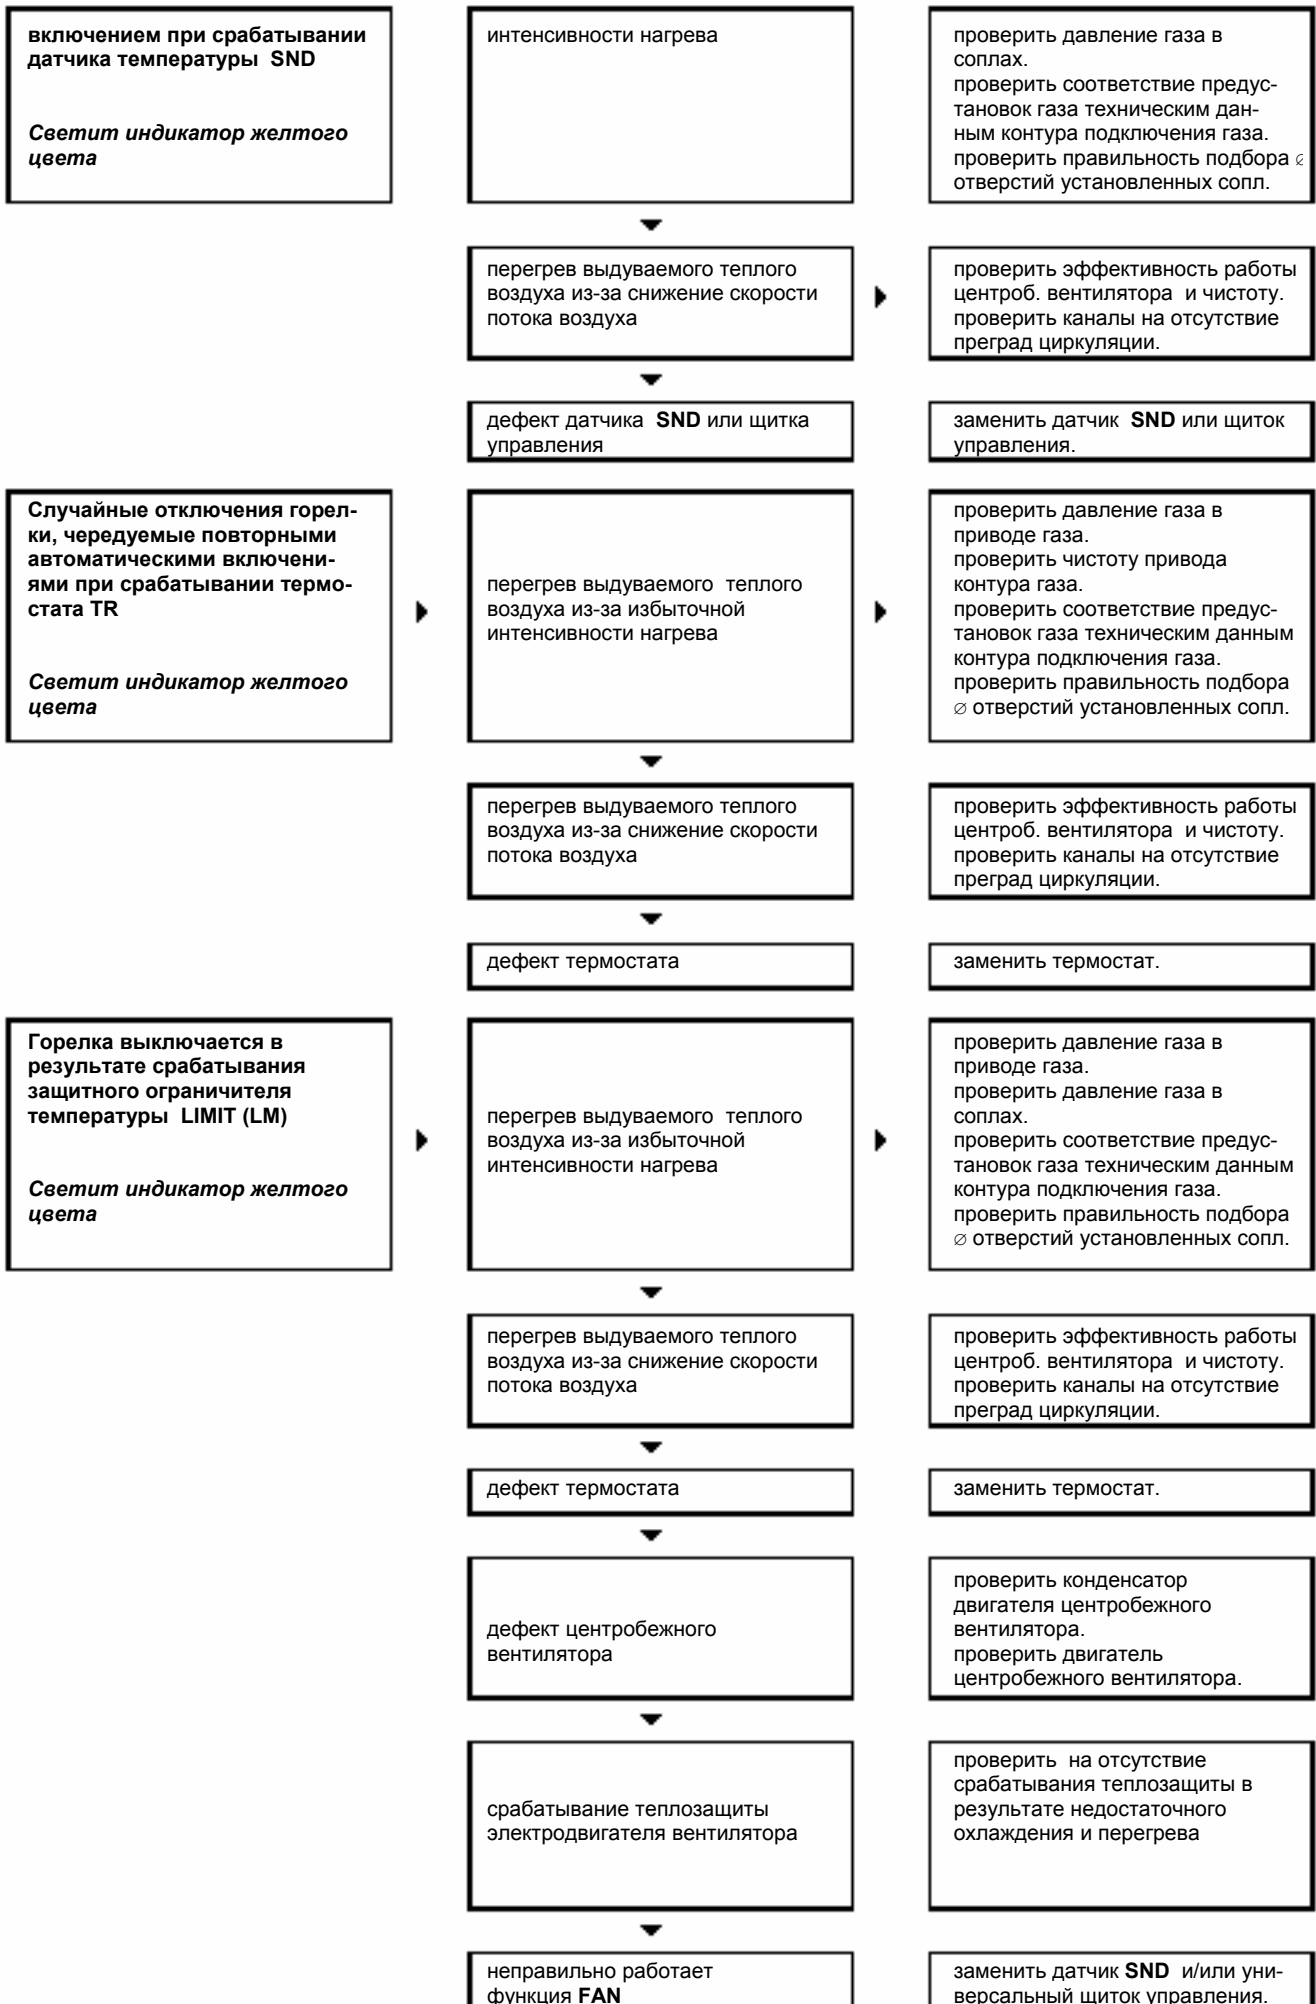 включением при срабатывании
датчика температуры SND
Светит индикатор желтого
цвета
интенсивности нагрева
проверить давление газа в
соплах.
проверить соответствие предус-
тановок газа техническим дан-
ным контура подключения газа.
проверить правильность подбора ∅
отверстий установленных сопл.
перегрев выдуваемого теплого
воздуха из-за снижение скорости
потока воздуха
проверить эффективность работы
центроб. вентилятора и чистоту.
проверить каналы на отсутствие
преград циркуляции.
дефект датчика SND или щитка
управления
заменить датчик SND или щиток
управления.
Случайные отключения горел-
ки, чередуемые повторными
автоматическими включени-
ями при срабатывании термо-
стата TR
Светит индикатор желтого
цвета
перегрев выдуваемого теплого
воздуха из-за избыточной
интенсивности нагрева
проверить давление газа в
приводе газа.
проверить чистоту привода
контура газа.
проверить соответствие предус-
тановок газа техническим данным
контура подключения газа.
проверить правильность подбора
∅ отверстий установленных сопл.
перегрев выдуваемого теплого
воздуха из-за снижение скорости
потока воздуха
проверить эффективность работы
центроб. вентилятора и чистоту.
проверить каналы на отсутствие
преград циркуляции.
дефект термостата
заменить термостат.
Горелка выключается в
результате срабатывания
защитного ограничителя
температуры LIMIT (LM)
Светит индикатор желтого
цвета
перегрев выдуваемого теплого
воздуха из-за избыточной
интенсивности нагрева
проверить давление газа в
приводе газа.
проверить давление газа в
соплах.
проверить соответствие предус-
тановок газа техническим данным
контура подключения газа.
проверить правильность подбора
∅ отверстий установленных сопл.
перегрев выдуваемого теплого
воздуха из-за снижение скорости
потока воздуха
проверить эффективность работы
центроб. вентилятора и чистоту.
проверить каналы на отсутствие
преград циркуляции.
дефект термостата
заменить термостат.
дефект центробежного
вентилятора
проверить конденсатор
двигателя центробежного
вентилятора.
проверить двигатель
центробежного вентилятора.
срабатывание теплозащиты
электродвигателя вентилятора
проверить на отсутствие
срабатывания теплозащиты в
результате недостаточного
охлаждения и перегрева
неправильно работает
функция FAN
заменить датчик SND и/или уни-
версальный щиток управления.